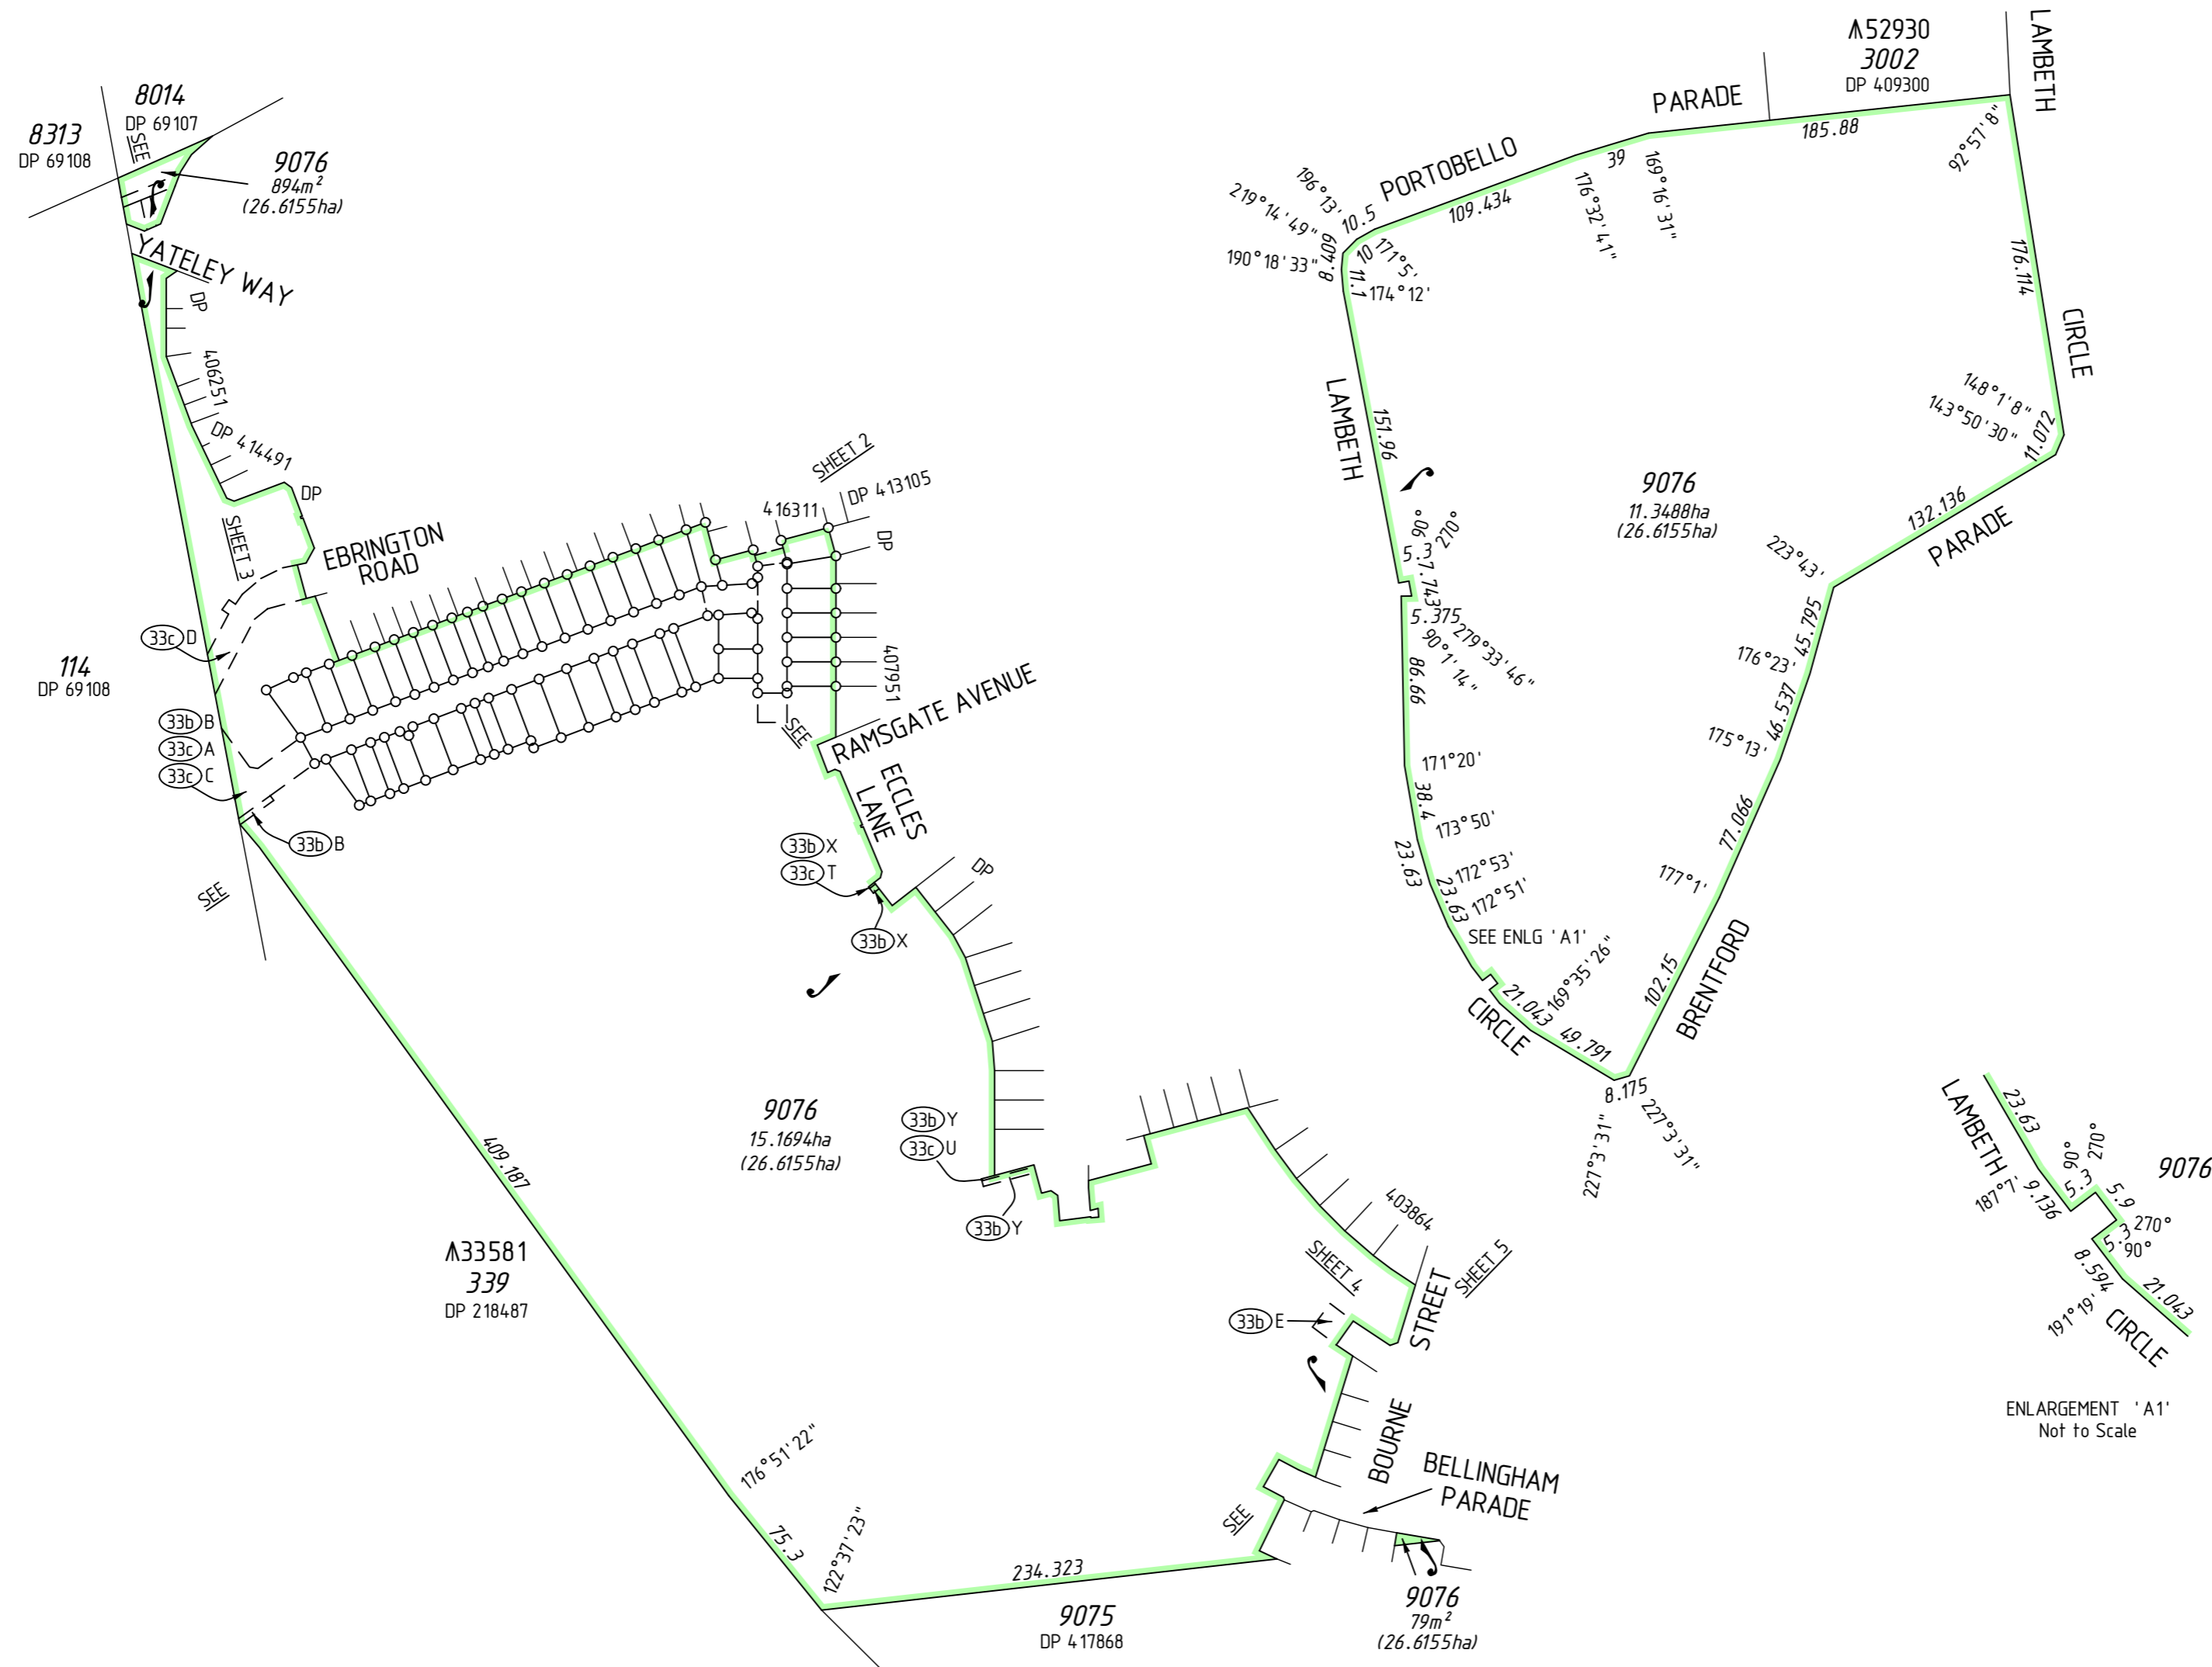 8014
DP 69107
SEE
8313
DP 69108
9076
894m²
(26.6155ha)
YATELEY WAY
DP
406251
DP 414491
DP
SHEET 3
EBRINGTON
ROAD
33c D
114
DP 69108
33b B
33c A
33c C
33b B
SEE
SHEET 2
416311
DP 413105
DP
407951
SEE
RAMSGATE AVENUE
ECCLES
LANE
33b X
33c T
33b X
DP
9076
15.1694ha
(26.6155ha)
33b Y
33c U
33b Y
409.187
33581
339
DP 218487
176°51'22"
75.3
122°37'23"
234.323
9075
DP 417868
403864
SHEET 4
SHEET 5
STREET
33b E
BOURNE
BELLINGHAM
PARADE
SEE
9076
79m²
(26.6155ha)
52930
3002
DP 409300
LAMBETH
PARADE
185.88
92°57'8"
PORTOBELLO
39
169°16'31"
176°32'41"
109.434
196°13'
10.5
219°14'49"
8.409
190°18'33"
10
171°5'
11.1
174°12'
176.114
CIRCLE
LAMBETH
151.96
148°1'8"
143°50'30"
11.072
9076
11.3488ha
(26.6155ha)
132.136
PARADE
90°
270°
5.3
7.743
5.375
279°33'46"
90°1'14"
86.66
223°43'
45.795
176°23'
46.537
175°13'
171°20'
38.4
173°50'
23.63
172°53'
23.63
172°51'
77.066
177°1'
SEE ENLG 'A1'
169°35'26"
21.043
CIRCLE
49.791
102.15
BRENTFORD
8.175
227°3'31"
227°3'31"
LAMBETH
23.63
90°
270°
5.3
187°7'
9.136
5.9
9076
270°
5.3
90°
8.594
21.043
191°19'
CIRCLE
ENLARGEMENT 'A1'
Not to Scale